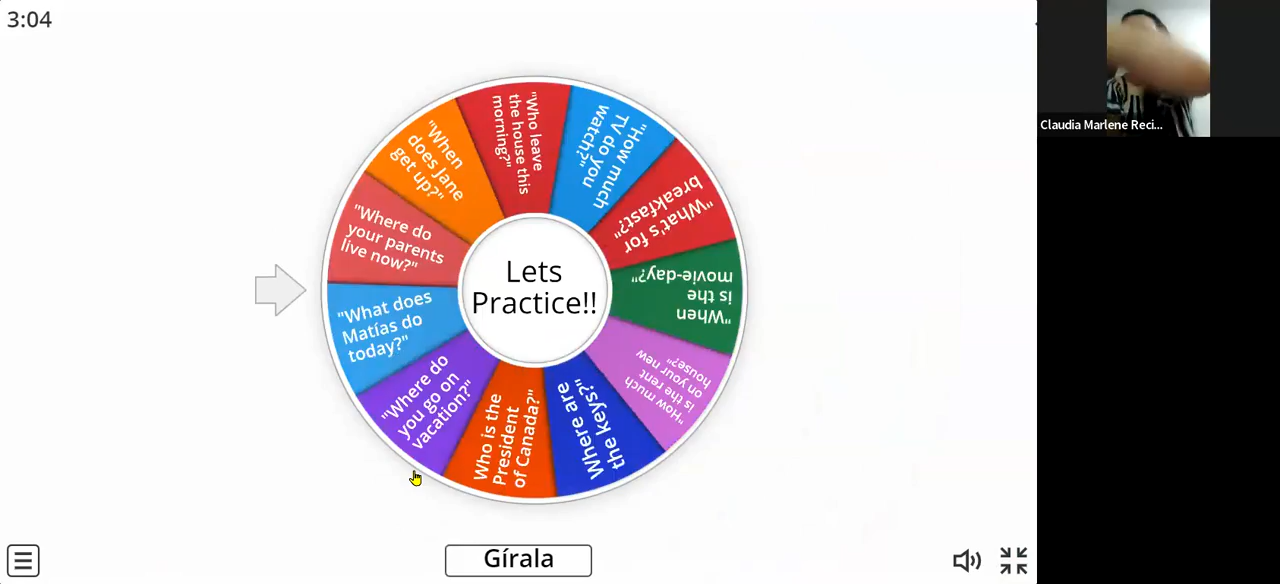 3:04
"Who leave
the house this
morning?"
"How much
TV do you
watch?"
"What's for
breakfast?"
"When
is the
movie-day?"
"How much
is the rent
on your new
house?"
Where are
the keys?"
Who is the
President
of Canada?"
"Where do
you go on
vacation?"
"What does
Matías do
today?"
"Where do
your parents
live now?"
"When
does Jane
get up?"
Lets
Practice!!
Gírala
Claudia Marlene Reci...